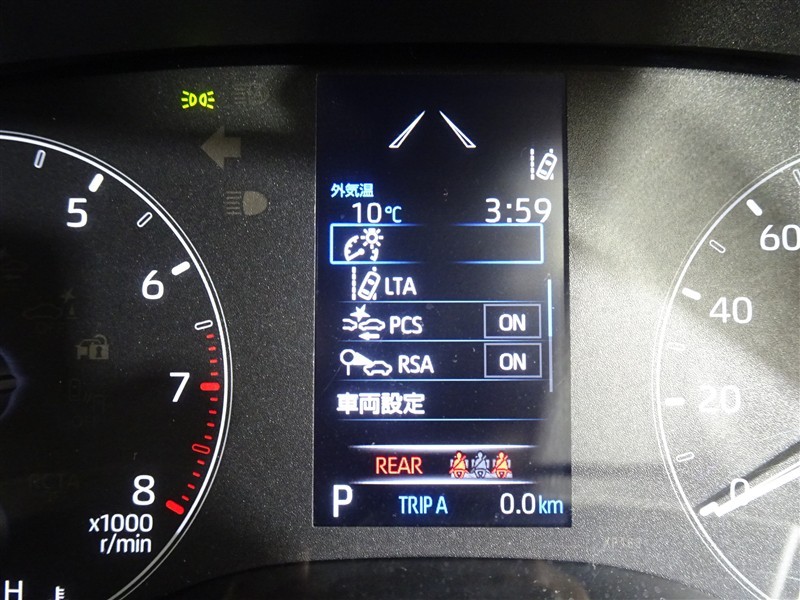 外気温
10°C 3:59
LTA
PCS ON
RSA ON
車両設定
REAR
P TRIP A 0.0km
5
6
7
8
x1000
r/min
H
60
40
20
0